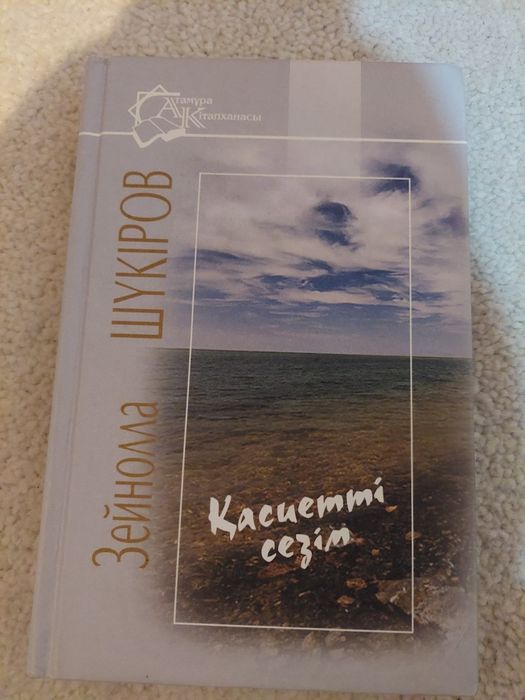 Атамұра
Кітапханасы
Зейнолла ШҮКІРОВ
Қасиетті
сезім